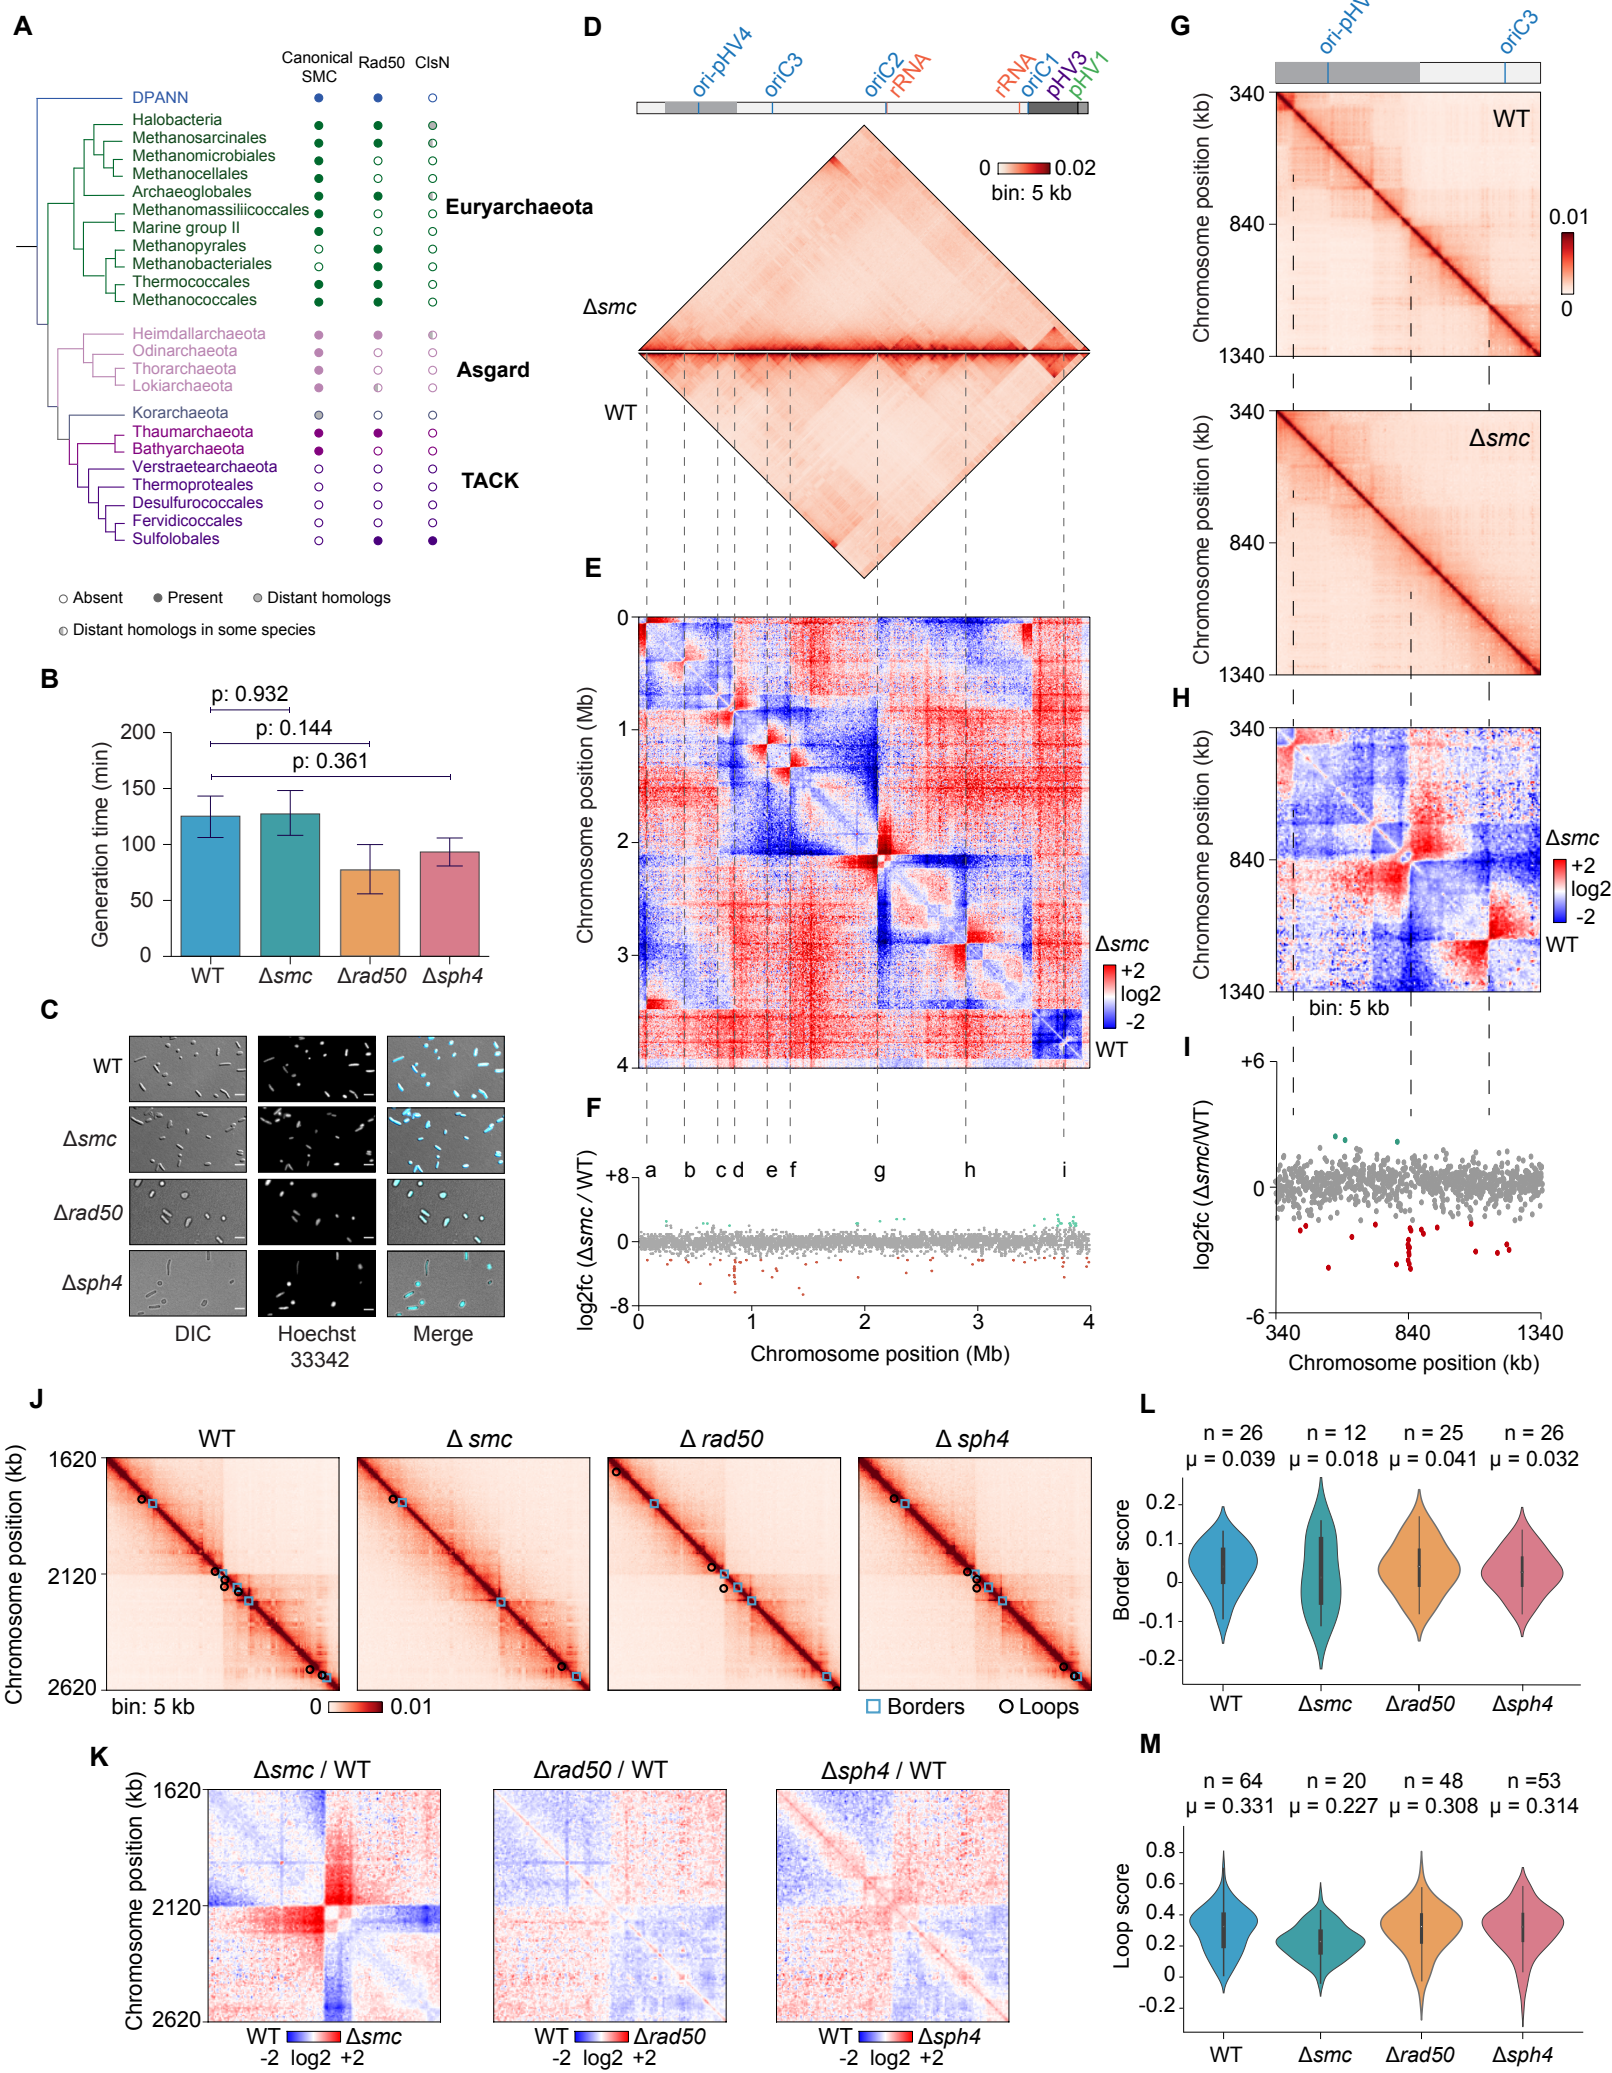 A
Canonical
SMC
Rad50
ClsN
DPANN
Halobacteria
Methanosarcinales
Methanomicrobiales
Methanocellales
Archaeoglobales
Methanomassiliicoccales
Marine group II
Methanopyrales
Methanobacteriales
Thermococcales
Methanococcales
Euryarchaeota
Heimdallarchaeota
Odinarchaeota
Thorarchaeota
Lokiarchaeota
Asgard
Korarchaeota
Thaumarchaeota
Bathyarchaeota
Verstraetearchaeota
Thermoproteales
Desulfurococcales
Fervidicoccales
Sulfolobales
TACK
Absent
Present
Distant homologs
Distant homologs in some species
B
p: 0.932
p: 0.144
p: 0.361
Generation time (min)
200
150
100
50
0
WT
Δsmc
Δrad50
Δsph4
C
WT
Δsmc
Δrad50
Δsph4
DIC
Hoechst
33342
Merge
D
ori-pHV4
oriC3
oriC2
rRNA
rRNA
oriC1
pHV3
pHV1
0
0.02
bin: 5 kb
Δsmc
WT
E
Chromosome position (Mb)
0
1
2
3
4
Δsmc
+2
log2
-2
WT
F
a b c d e f g h i
log2fc (Δsmc / WT)
+8
0
-8
0 1 2 3 4
Chromosome position (Mb)
G
ori-pHV
oriC3
Chromosome position (kb)
340
840
1340
WT
0.01
0
Chromosome position (kb)
340
840
1340
Δsmc
H
Chromosome position (kb)
340
840
1340
bin: 5 kb
Δsmc
+2
log2
-2
WT
I
log2fc (Δsmc/WT)
+6
0
-6
340 840 1340
Chromosome position (kb)
J
WT
Δ smc
Δ rad50
Δ sph4
Chromosome position (kb)
1620
2120
2620
bin: 5 kb
0
0.01
Borders
Loops
K
Δsmc / WT
Δrad50 / WT
Δsph4 / WT
Chromosome position (kb)
1620
2120
2620
WT Δsmc
-2 log2 +2
WT Δrad50
-2 log2 +2
WT Δsph4
-2 log2 +2
L
n = 26 n = 12 n = 25 n = 26
μ = 0.039 μ = 0.018 μ = 0.041 μ = 0.032
Border score
0.2
0.1
0
-0.1
-0.2
WT Δsmc Δrad50 Δsph4
M
n = 64 n = 20 n = 48 n =53
μ = 0.331 μ = 0.227 μ = 0.308 μ = 0.314
Loop score
0.8
0.6
0.4
0.2
0
-0.2
WT Δsmc Δrad50 Δsph4